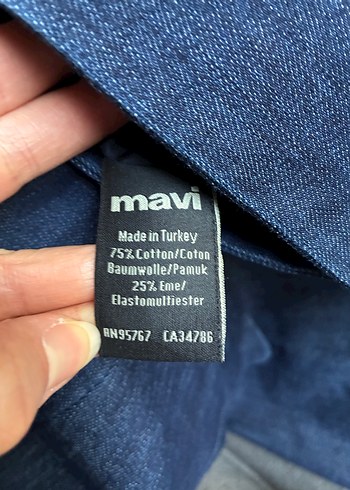 mavi
Made in Turkey
75% Cotton/Coton
Baumwolle/Pamuk
25% Eme/
Elastomultiester
RN95767 CA34786